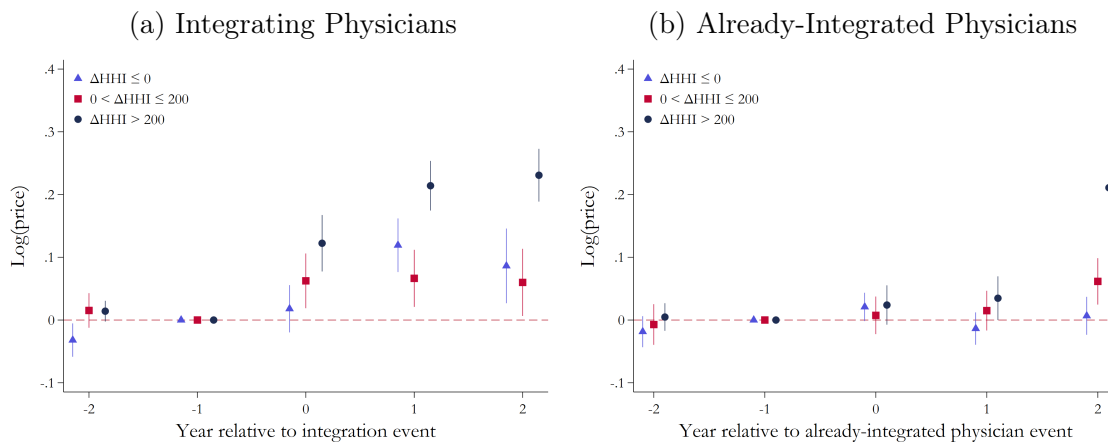 (a) Integrating Physicians
ΔHHI ≤ 0
0 < ΔHHI ≤ 200
ΔHHI > 200
.4
.3
.2
.1
0
-.1
Log(price)
-2 -1 0 1 2
Year relative to integration event
(b) Already-Integrated Physicians
ΔHHI ≤ 0
0 < ΔHHI ≤ 200
ΔHHI > 200
.4
.3
.2
.1
0
-.1
Log(price)
-2 -1 0 1 2
Year relative to already-integrated physician event